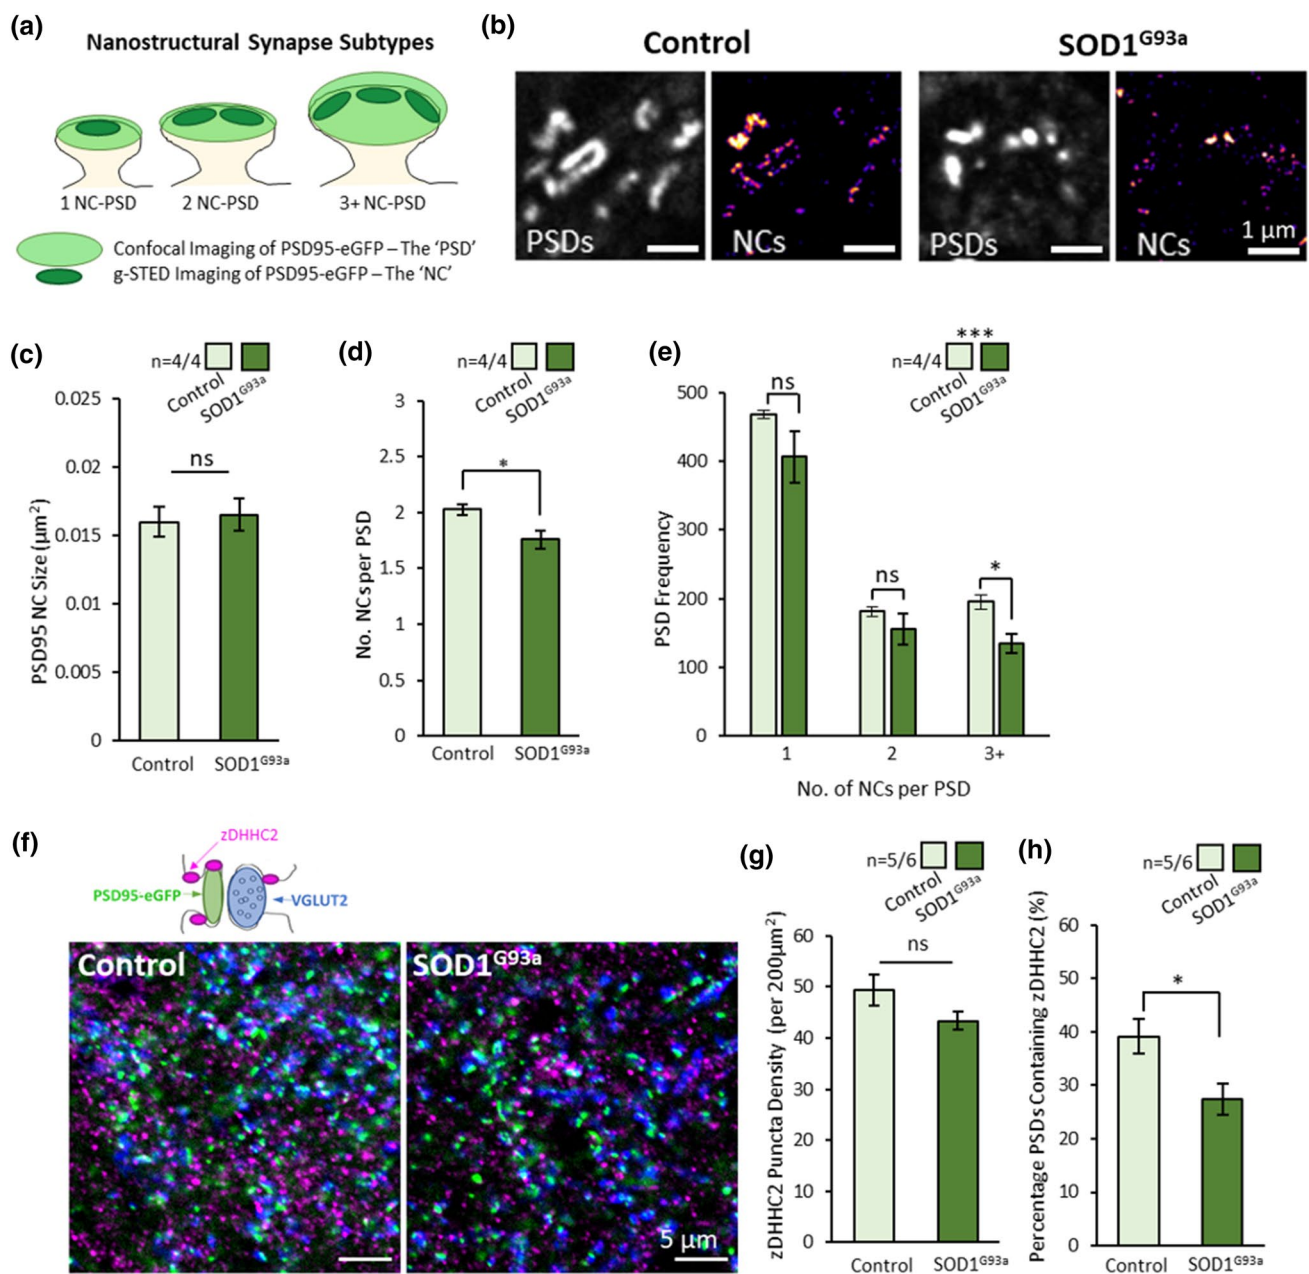 (a)
Nanostructural Synapse Subtypes
1 NC-PSD
2 NC-PSD
3+ NC-PSD
Confocal Imaging of PSD95-eGFP – The ‘PSD’
g-STED Imaging of PSD95-eGFP – The ‘NC’
(b)
Control
SOD1G93a
PSDs
NCs
PSDs
NCs
1 µm
(c)
n=4/4
Control
SOD1G93a
PSD95 NC Size (µm2)
0.025
0.02
0.015
0.01
0.005
0
ns
Control
SOD1G93a
(d)
n=4/4
Control
SOD1G93a
No. NCs per PSD
3
2.5
2
1.5
1
0.5
0
*
Control
SOD1G93a
(e)
***
n=4/4
Control
SOD1G93a
PSD Frequency
500
400
300
200
100
0
ns
ns
*
1
2
3+
No. of NCs per PSD
(f)
zDHHC2
PSD95-eGFP
VGLUT2
Control
SOD1G93a
5 µm
(g)
n=5/6
Control
SOD1G93a
zDHHC2 Puncta Density (per 200µm2)
60
50
40
30
20
10
0
ns
Control
SOD1G93a
(h)
n=5/6
Control
SOD1G93a
Percentage PSDs Containing zDHHC2 (%)
60
50
40
30
20
10
0
*
Control
SOD1G93a